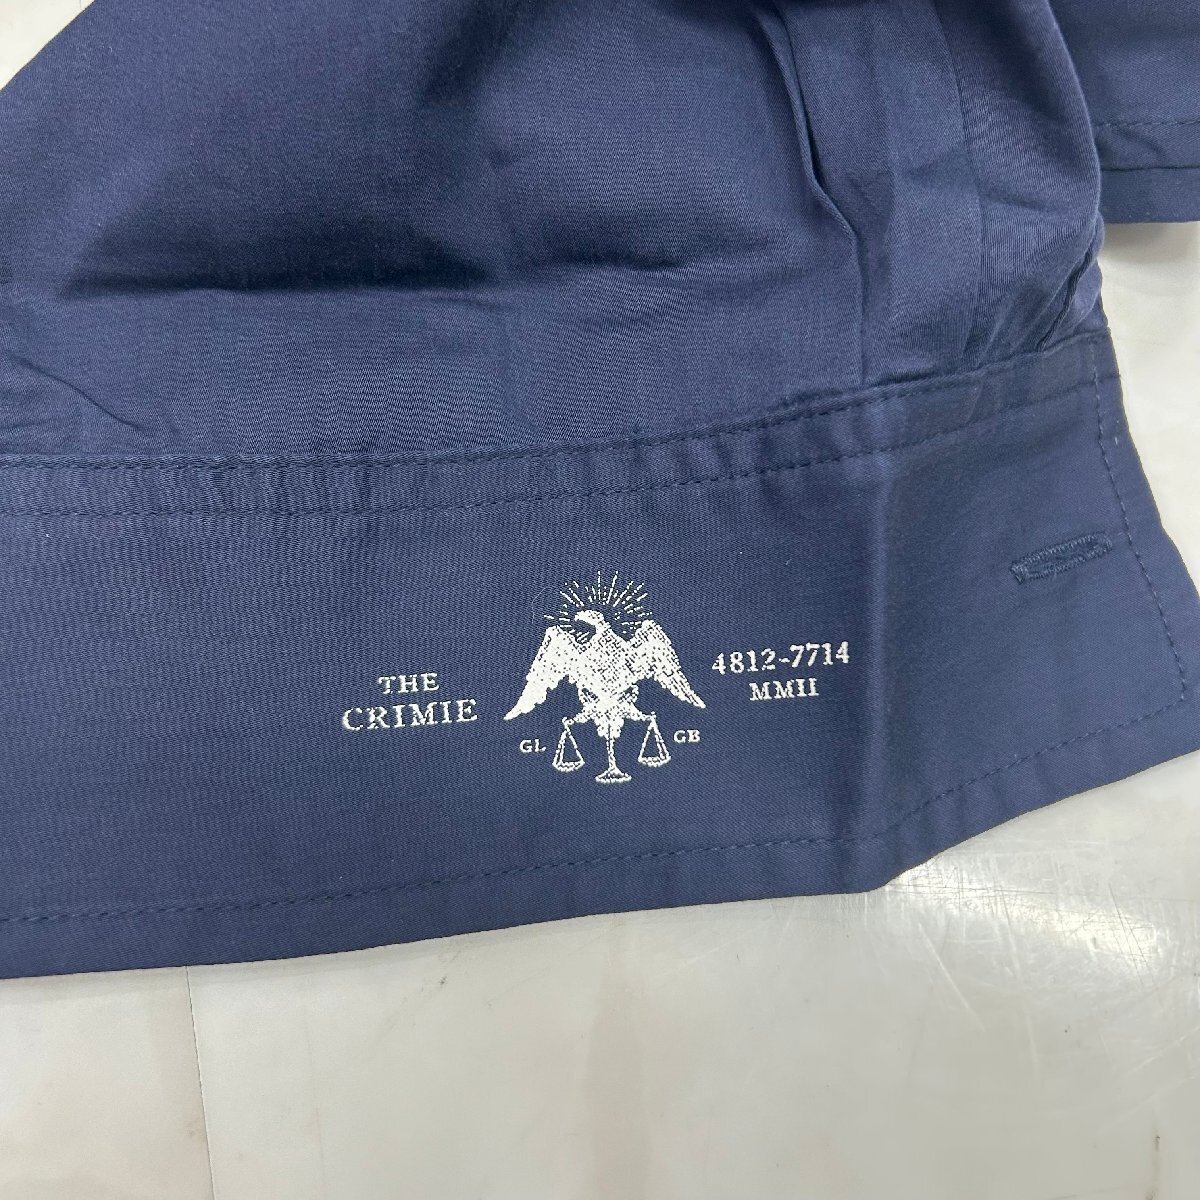 THE
CRIMIE
GL
GB
4812-7714
MMII